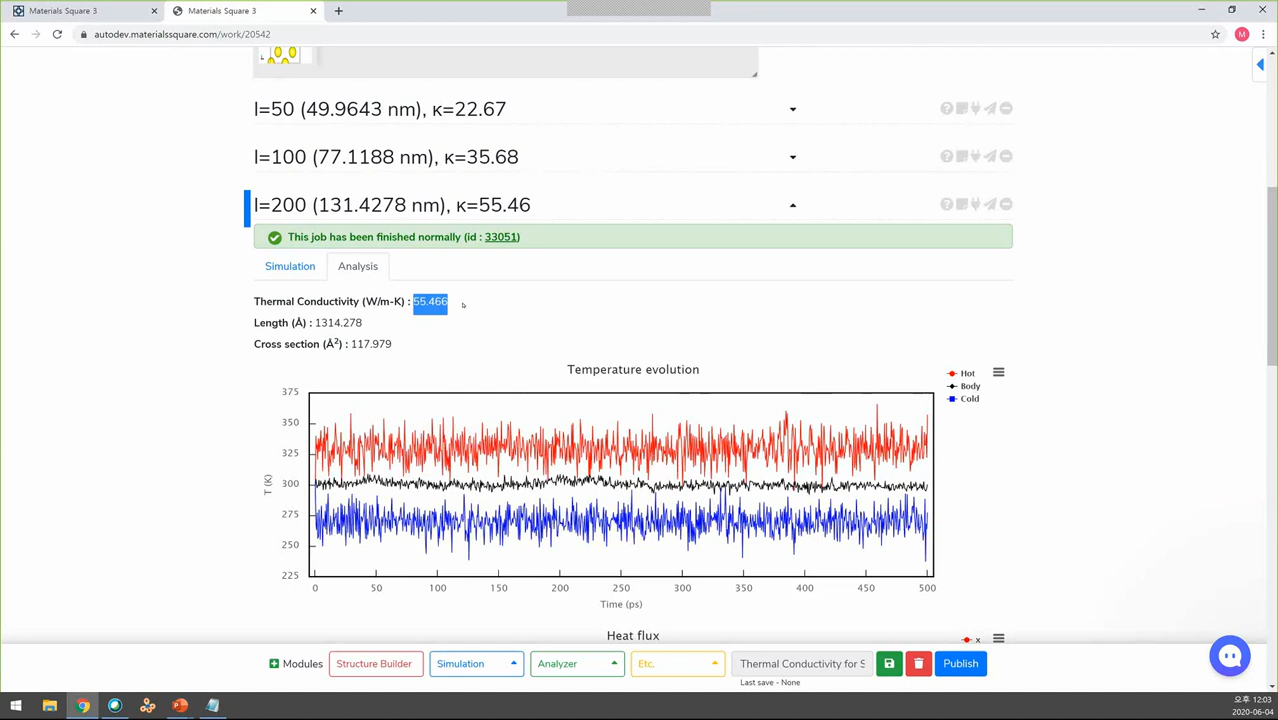 Materials Square 3
Materials Square 3
autodev.materialssquare.com/work/20542
M
l=50 (49.9643 nm), κ=22.67
l=100 (77.1188 nm), κ=35.68
l=200 (131.4278 nm), κ=55.46
This job has been finished normally (id : 33051)
Simulation Analysis
Thermal Conductivity (W/m-K) : 55.466
Length (Å) : 1314.278
Cross section (Å²) : 117.979
Temperature evolution
Hot
Body
Cold
375
350
325
300
275
250
225
T (K)
0 50 100 150 200 250 300 350 400 450 500
Time (ps)
Heat flux
x
Modules Structure Builder Simulation Analyzer Etc. Thermal Conductivity for S Publish
Last save - None
오후 12:03
2020-06-04